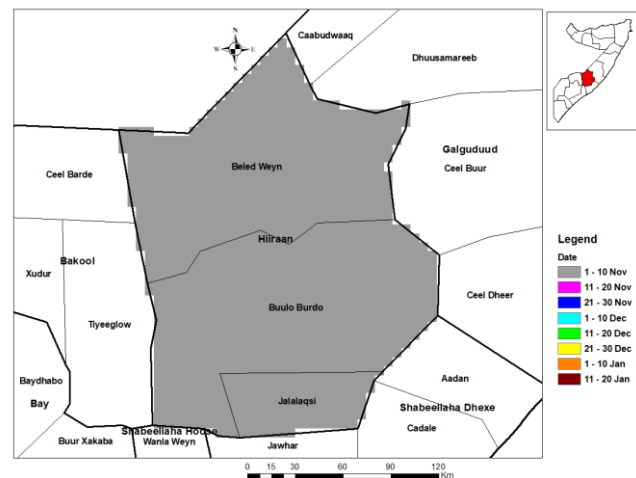 N
W E
S
Caabudwaaq
Dhuusamareeb
Galguduud
Ceel Buur
Ceel Barde
Beled Weyn
Hiiraan
Bakool
Xudur
Tiyeeglow
Buulo Burdo
Ceel Dheer
Baydhabo
Bay
Jalalaqsi
Aadan
Shabeellaha Dhexe
Cadale
Shabeellaha Hoose
Buur Xakaba
Wanla Weyn
Jawhar
Legend
Date
1 - 10 Nov
11 - 20 Nov
21 - 30 Nov
1 - 10 Dec
11 - 20 Dec
21 - 30 Dec
1 - 10 Jan
11 - 20 Jan
0 15 30 60 90 120
Km